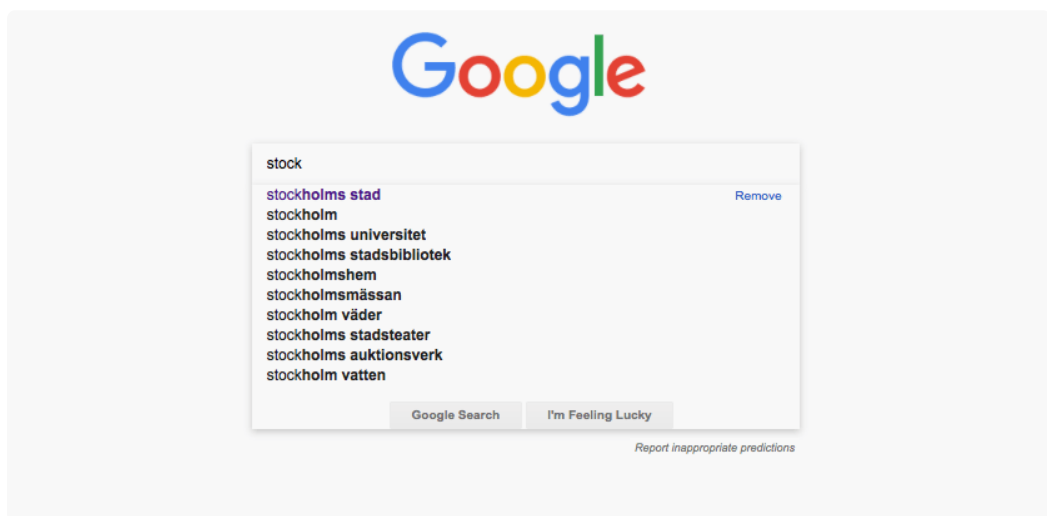 Google
stock
stockholms stad Remove
stockholm
stockholms universitet
stockholms stadsbibliotek
stockholmshem
stockholmsmässan
stockholm väder
stockholms stadsteater
stockholms auktionsverk
stockholm vatten
Google Search I'm Feeling Lucky
Report inappropriate predictions